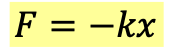 F = −kx